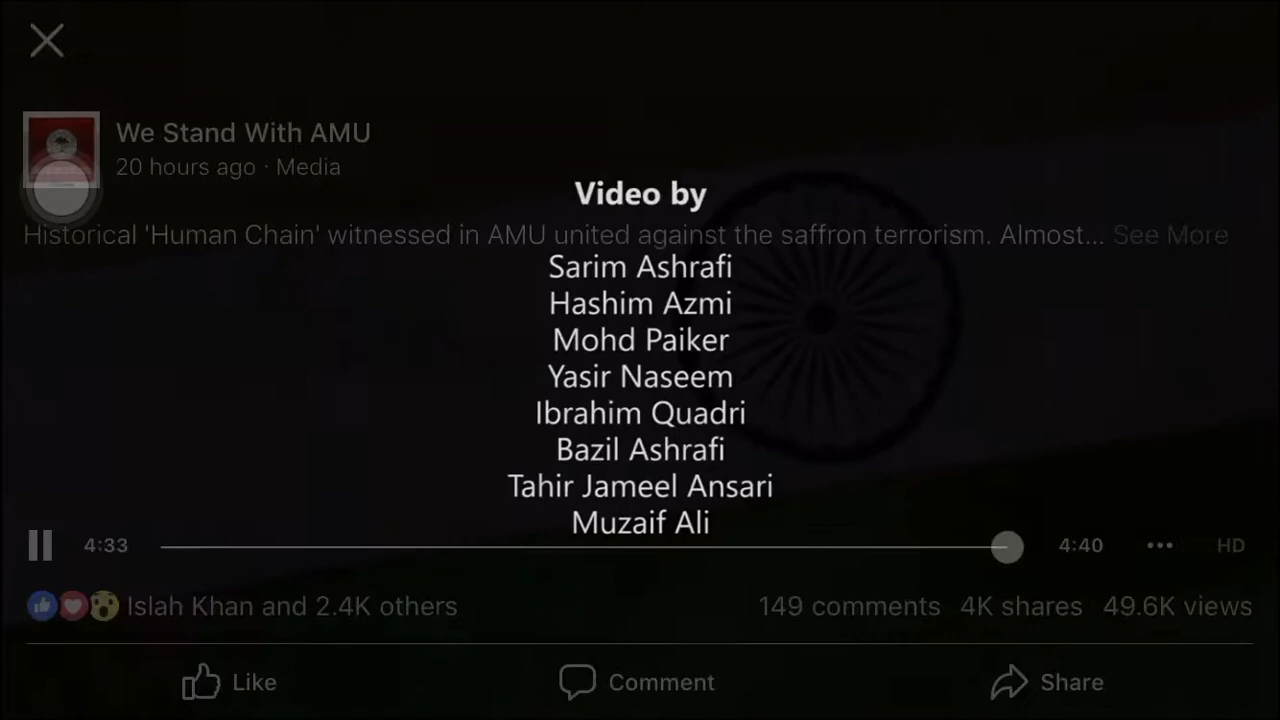 We Stand With AMU
20 hours ago · Media
Video by
Historical 'Human Chain' witnessed in AMU united against the saffron terrorism. Almost... See More
Sarim Ashrafi
Hashim Azmi
Mohd Paiker
Yasir Naseem
Ibrahim Quadri
Bazil Ashrafi
Tahir Jameel Ansari
Muzaif Ali
4:33 4:40 ••• HD
Islah Khan and 2.4K others 149 comments 4K shares 49.6K views
Like Comment Share